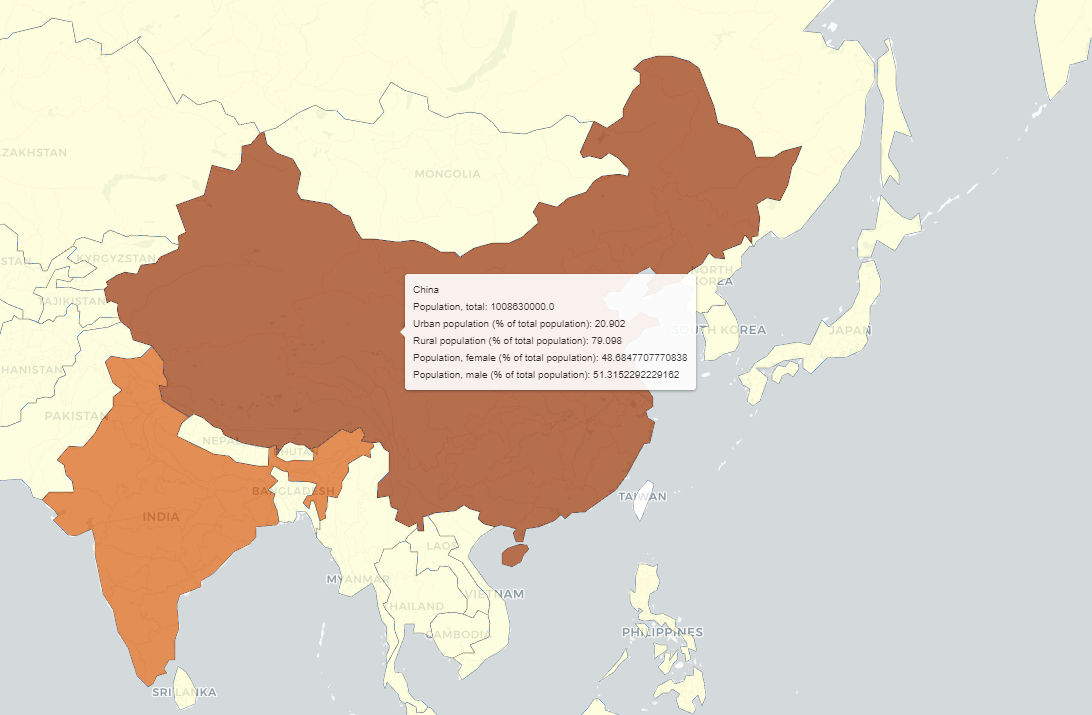 ZAKHSTAN
MONGOLIA
STAN
KYRGYZSTAN
TAJIKISTAN
NORTH
KOREA
China
Population, total: 1008630000.0
Urban population (% of total population): 20.902
Rural population (% of total population): 79.098
Population, female (% of total population): 48.6847707770838
Population, male (% of total population): 51.3152292229162
SOUTH KOREA
JAPAN
HANISTAN
PAKISTAN
NEPAL
BHUTAN
BANGLADESH
INDIA
TAIWAN
LAOS
MYANMAR
VIETNAM
THAILAND
CAMBODIA
PHILIPPINES
SRI LANKA